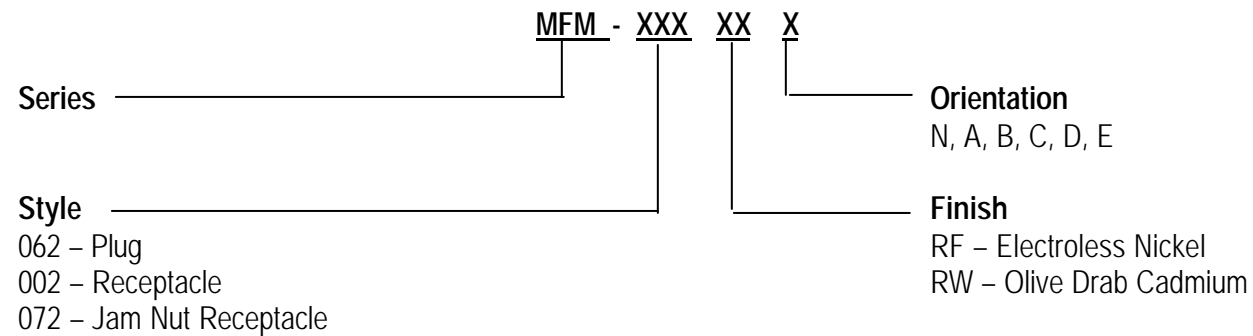 MFM - XXX XX X
Series
Orientation
N, A, B, C, D, E
Style
062 – Plug
002 – Receptacle
072 – Jam Nut Receptacle
Finish
RF – Electroless Nickel
RW – Olive Drab Cadmium